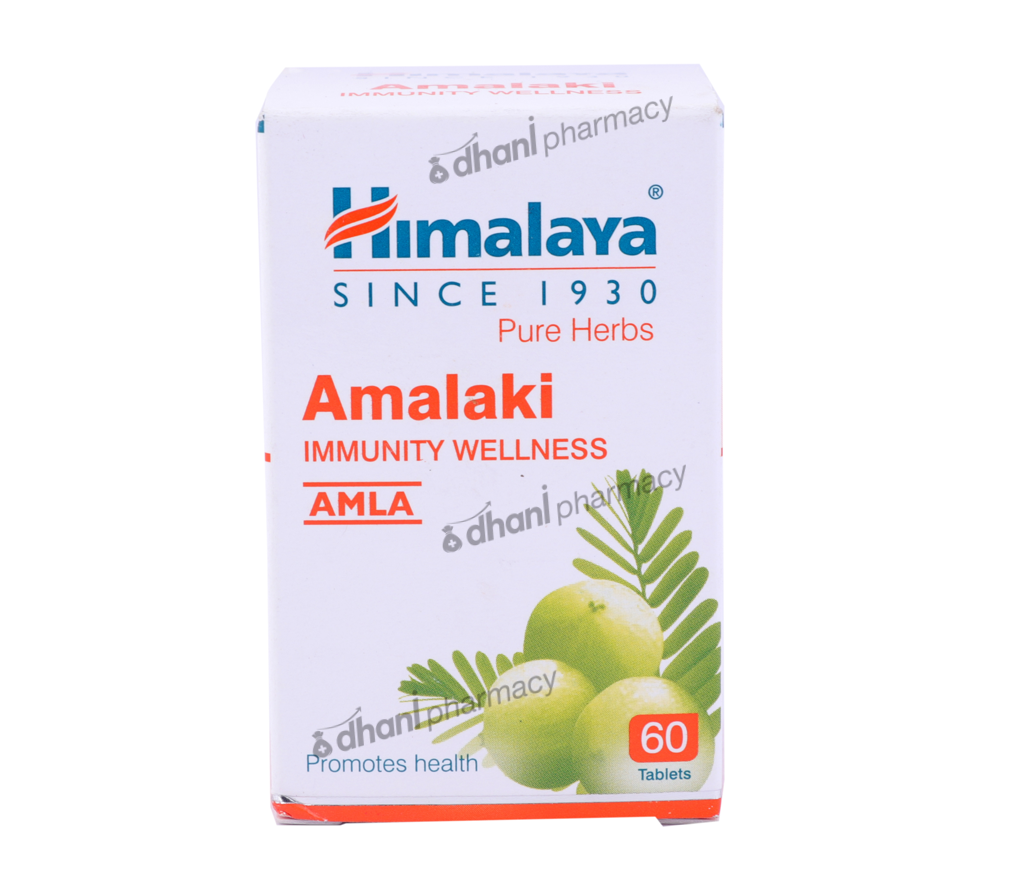 Amalaki
IMMUNITY WELLNESS
dhani pharmacy
Himalaya®
SINCE 1930
Pure Herbs
Amalaki
IMMUNITY WELLNESS
AMLA
dhani pharmacy
dhani pharmacy
60
Tablets
Promotes health